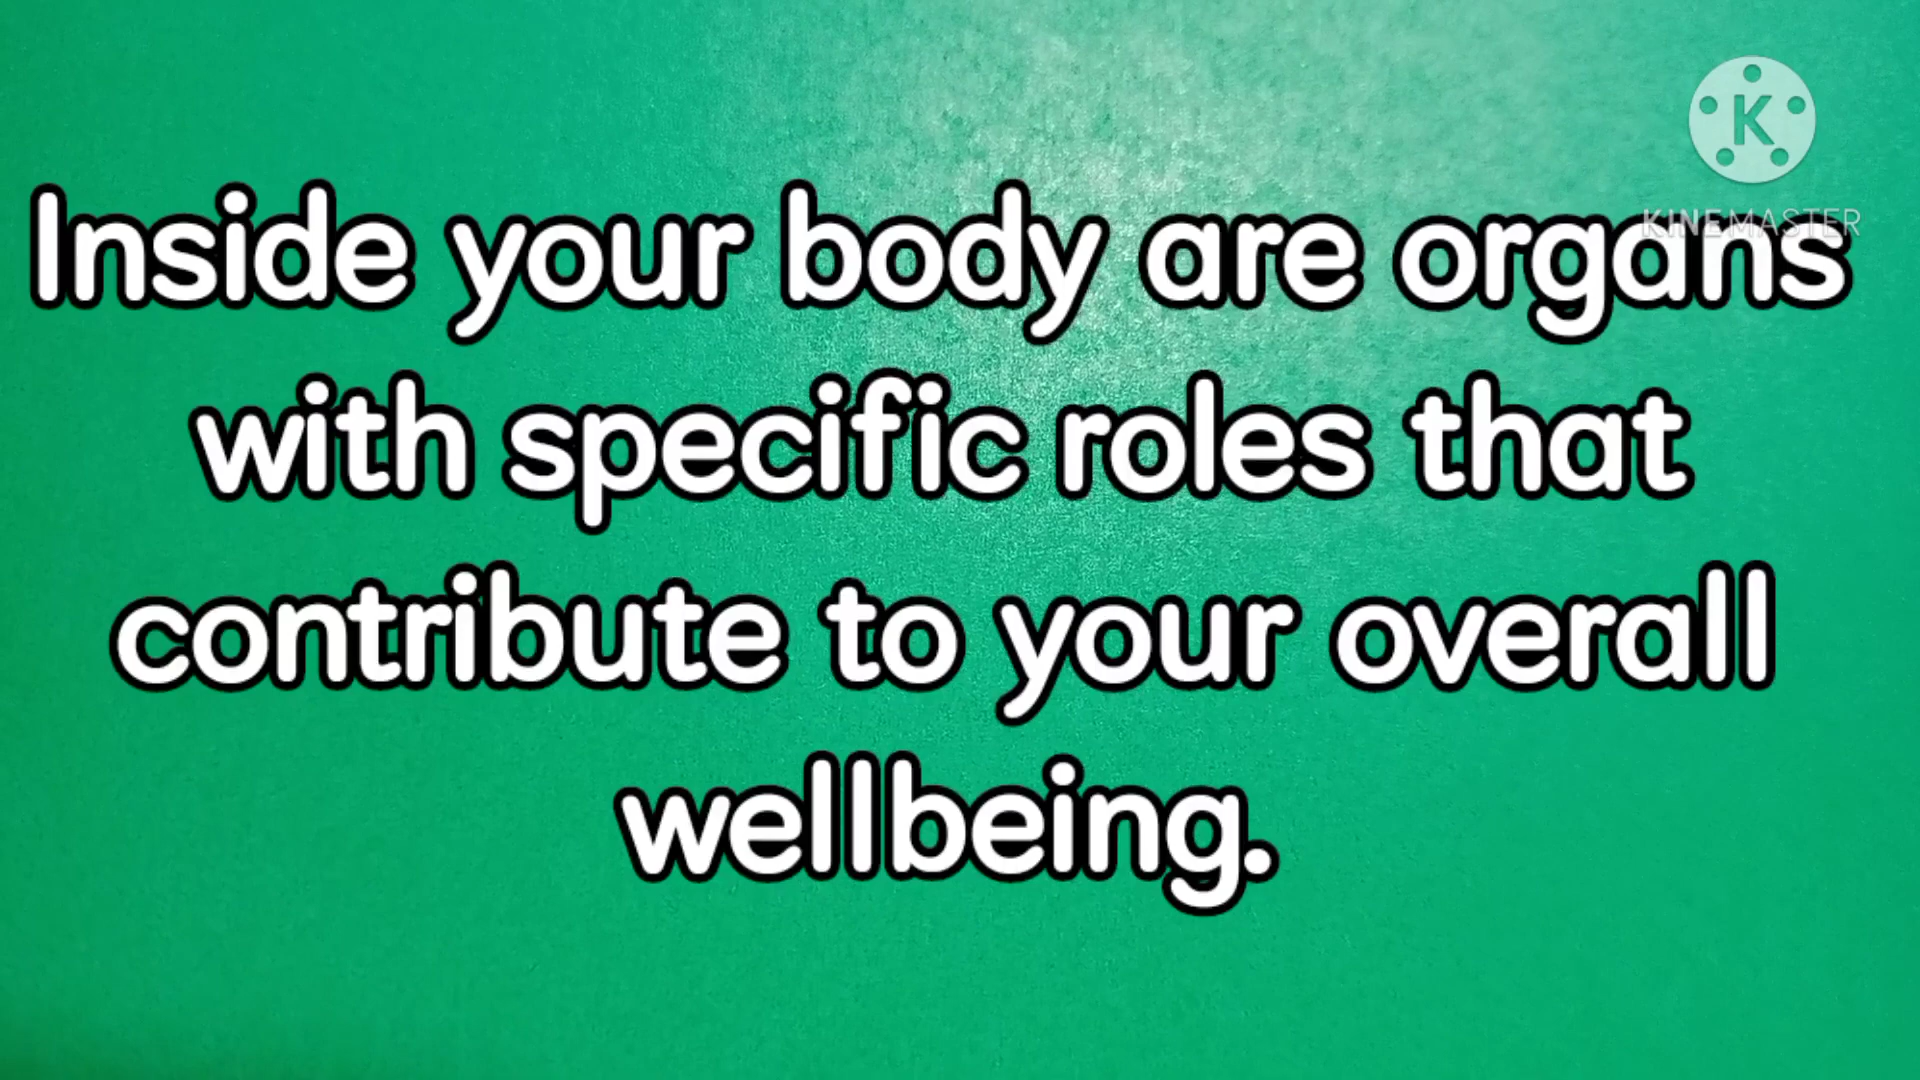 K
KINEMASTER
Inside your body are organs
with specific roles that
contribute to your overall
wellbeing.